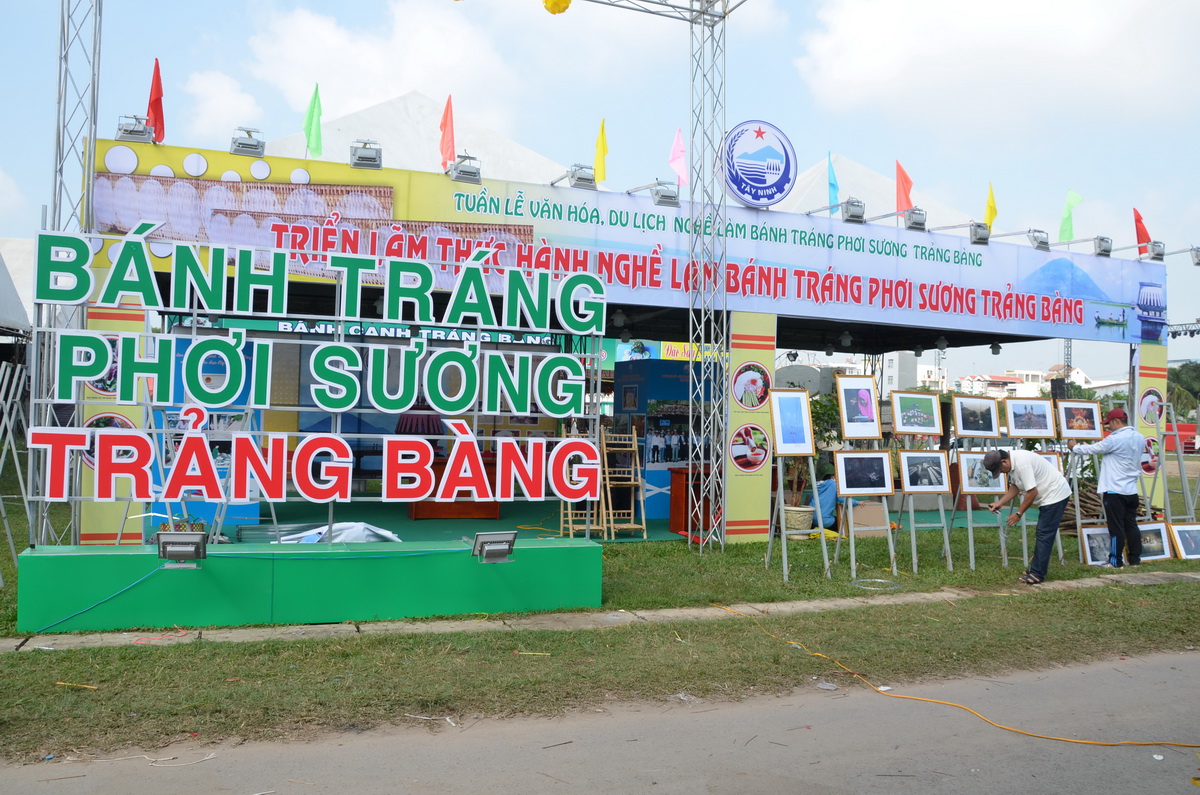 TÂY NINH
TUẦN LỄ VĂN HÓA, DU LỊCH NGHỀ LÀM BÁNH TRÁNG PHƠI SƯƠNG TRẢNG BÀNG
TRIỂN LÃM THỰC HÀNH NGHỀ LÀM BÁNH TRÁNG PHƠI SƯƠNG TRẢNG BÀNG
BÁNH TRÁNG
BÁNH CANH TRẢNG BÀNG
PHƠI SƯƠNG
TRẢNG BÀNG